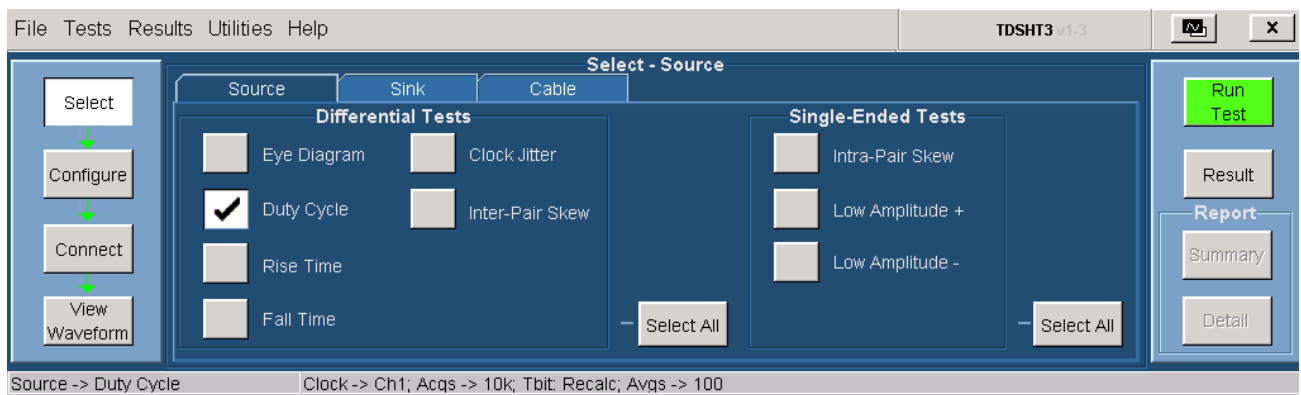 File Tests Results Utilities Help
TDSHT3 v1-3
x
Select - Source
Select
Configure
Connect
View
Waveform
Source
Sink
Cable
Differential Tests
Eye Diagram
Clock Jitter
Duty Cycle
Inter-Pair Skew
Rise Time
Fall Time
Select All
Single-Ended Tests
Intra-Pair Skew
Low Amplitude +
Low Amplitude -
Select All
Run
Test
Result
Report
Summary
Detail
Source -> Duty Cycle
Clock -> Ch1; Acqs -> 10k; Tbit: Recalc; Avgs -> 100